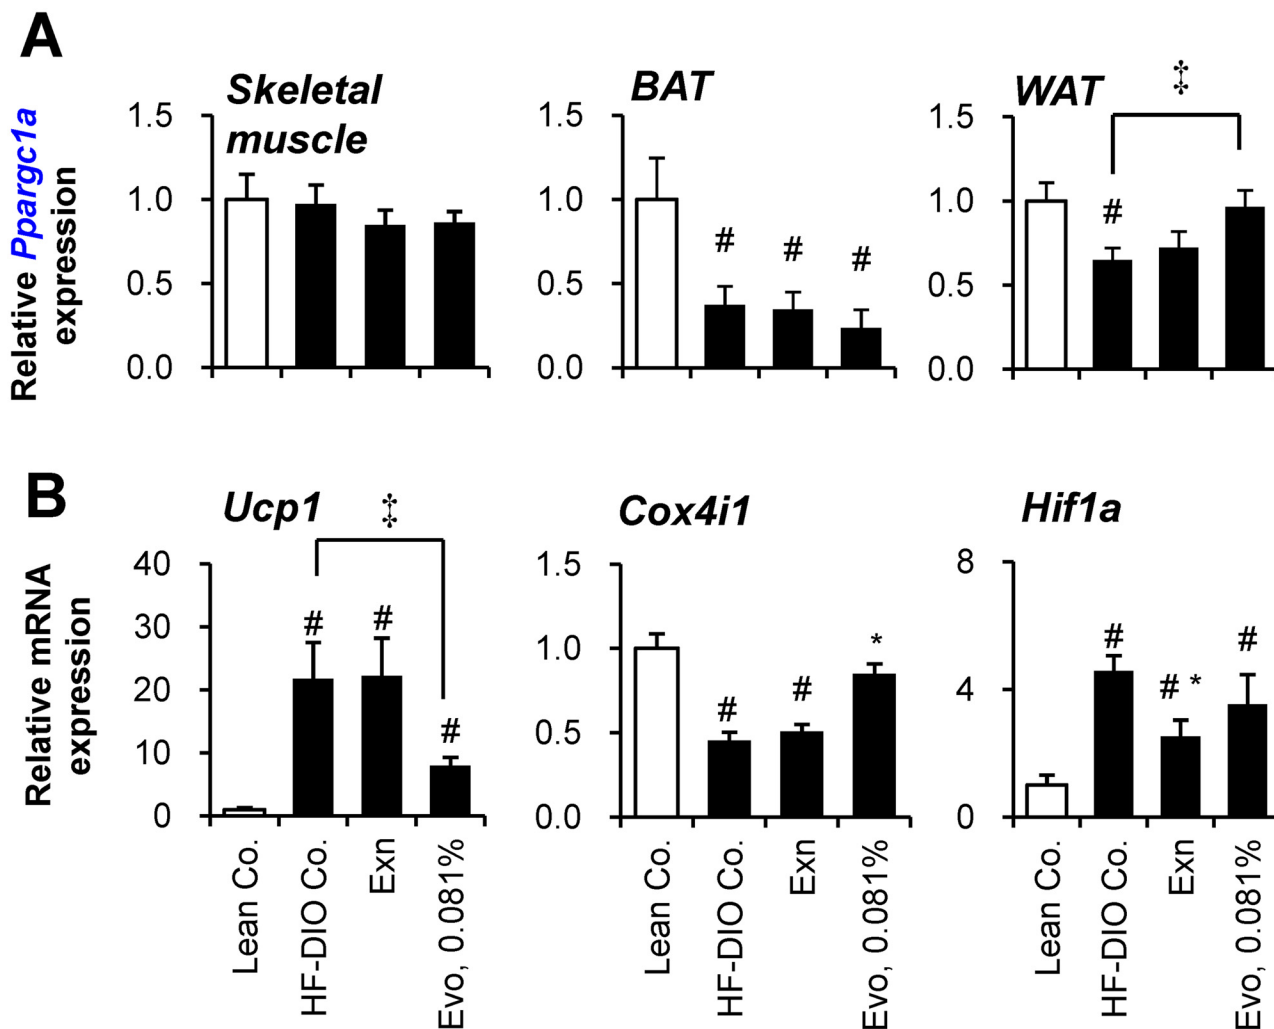 A
Relative Ppargc1a
expression
Skeletal
muscle
1.5
1.0
0.5
0.0
BAT
1.5
1.0
0.5
0.0
#
#
#
WAT
‡
1.5
1.0
0.5
0.0
#
B
Relative mRNA
expression
Ucp1
‡
40
30
20
10
0
#
#
#
Lean Co.
HF-DIO Co.
Exn
Evo, 0.081%
Cox4i1
1.5
1.0
0.5
0.0
#
#
*
Lean Co.
HF-DIO Co.
Exn
Evo, 0.081%
Hif1a
8
4
0
#
# *
#
Lean Co.
HF-DIO Co.
Exn
Evo, 0.081%